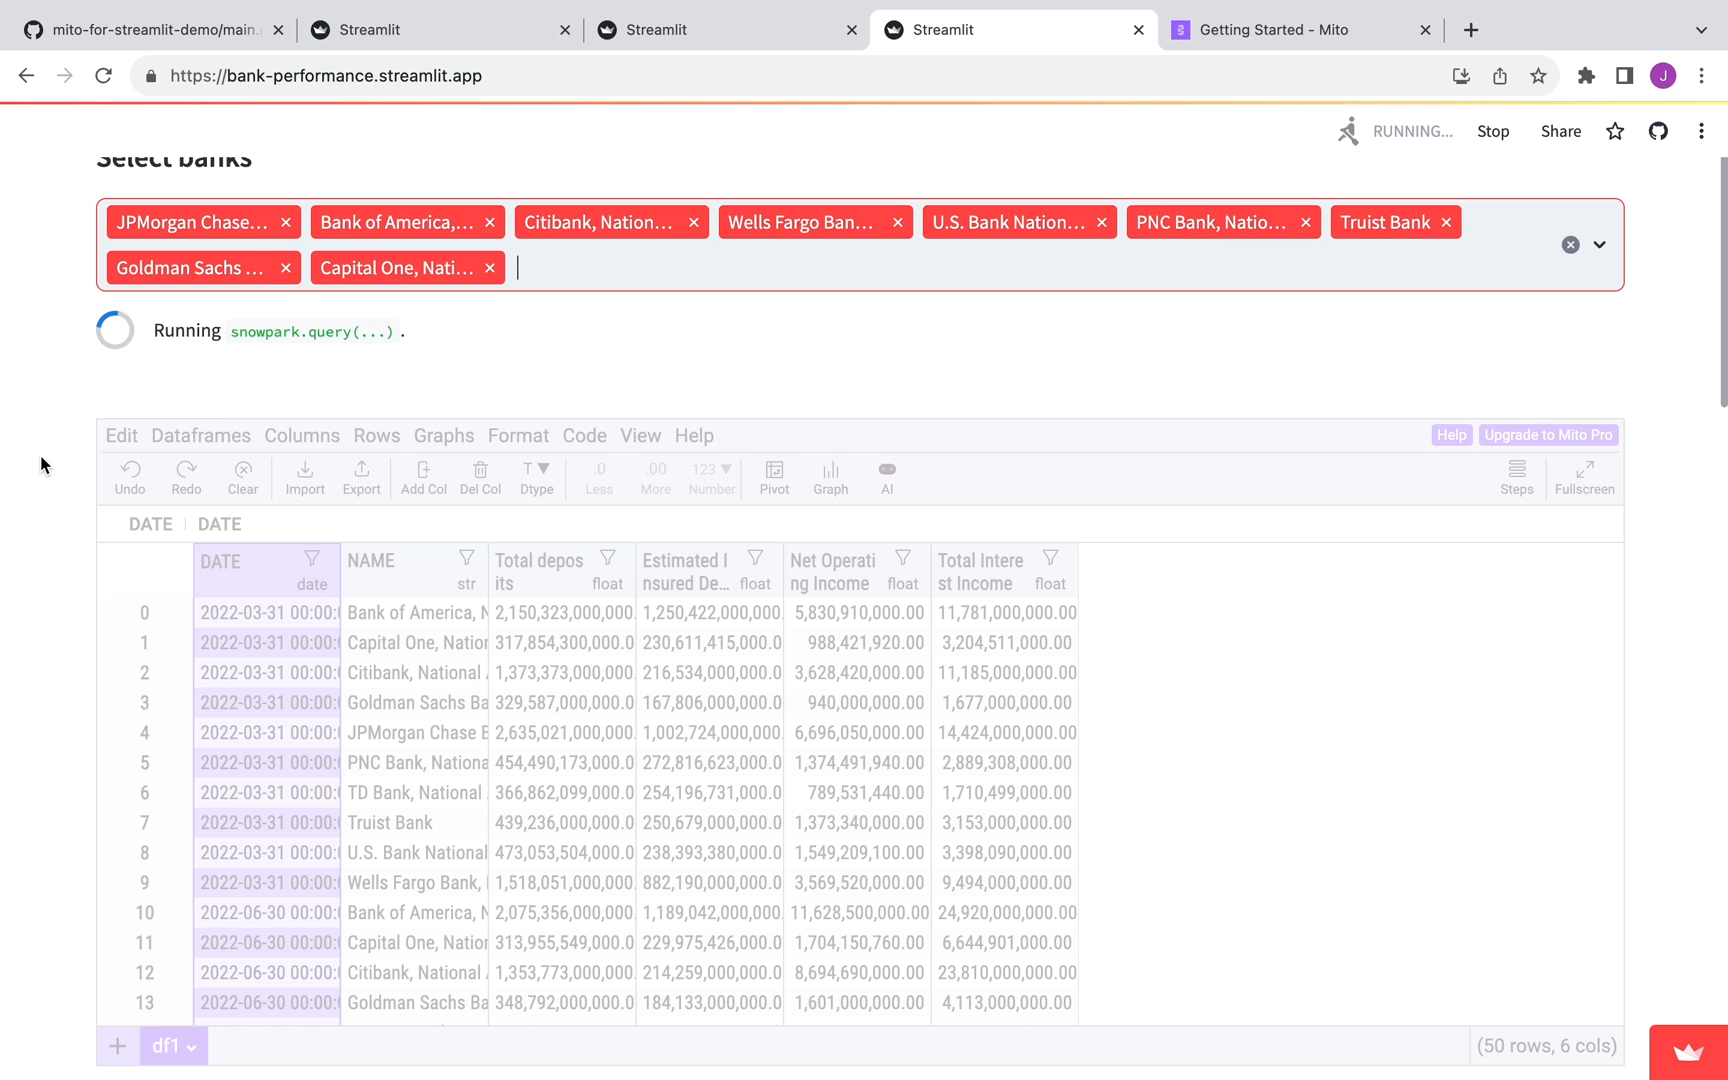 mito-for-streamlit-demo/main.
Streamlit
Streamlit
Streamlit
Getting Started - Mito
https://bank-performance.streamlit.app
J
RUNNING... Stop Share
Select banks
JPMorgan Chase... Bank of America,... Citibank, Nation... Wells Fargo Ban... U.S. Bank Nation... PNC Bank, Natio... Truist Bank
Goldman Sachs ... Capital One, Nati...
Running snowpark.query(...) .
Edit Dataframes Columns Rows Graphs Format Code View Help Help Upgrade to Mito Pro
T .0 .00 123
Undo Redo Clear Import Export Add Col Del Col Dtype Less More Number Pivot Graph AI Steps Fullscreen
DATE DATE
DATE NAME Total depos Estimated I Net Operati Total Intere
date str its float nsured De... float ng Income float st Income float
0 2022-03-31 00:00: Bank of America, N 2,150,323,000,000. 1,250,422,000,000. 5,830,910,000.00 11,781,000,000.00
1 2022-03-31 00:00: Capital One, Nation 317,854,300,000.0 230,611,415,000.0 988,421,920.00 3,204,511,000.00
2 2022-03-31 00:00: Citibank, National 1,373,373,000,000. 216,534,000,000.0 3,628,420,000.00 11,185,000,000.00
3 2022-03-31 00:00: Goldman Sachs Ba 329,587,000,000.0 167,806,000,000.0 940,000,000.00 1,677,000,000.00
4 2022-03-31 00:00: JPMorgan Chase B 2,635,021,000,000. 1,002,724,000,000. 6,696,050,000.00 14,424,000,000.00
5 2022-03-31 00:00: PNC Bank, Nationa 454,490,173,000.0 272,816,623,000.0 1,374,491,940.00 2,889,308,000.00
6 2022-03-31 00:00: TD Bank, National 366,862,099,000.0 254,196,731,000.0 789,531,440.00 1,710,499,000.00
7 2022-03-31 00:00: Truist Bank 439,236,000,000.0 250,679,000,000.0 1,373,340,000.00 3,153,000,000.00
8 2022-03-31 00:00: U.S. Bank National 473,053,504,000.0 238,393,380,000.0 1,549,209,100.00 3,398,090,000.00
9 2022-03-31 00:00: Wells Fargo Bank, 1,518,051,000,000. 882,190,000,000.0 3,569,520,000.00 9,494,000,000.00
10 2022-06-30 00:00: Bank of America, N 2,075,356,000,000. 1,189,042,000,000. 11,628,500,000.00 24,920,000,000.00
11 2022-06-30 00:00: Capital One, Nation 313,955,549,000.0 229,975,426,000.0 1,704,150,760.00 6,644,901,000.00
12 2022-06-30 00:00: Citibank, National 1,353,773,000,000. 214,259,000,000.0 8,694,690,000.00 23,810,000,000.00
13 2022-06-30 00:00: Goldman Sachs Ba 348,792,000,000.0 184,133,000,000.0 1,601,000,000.00 4,113,000,000.00
+ df1 (50 rows, 6 cols)